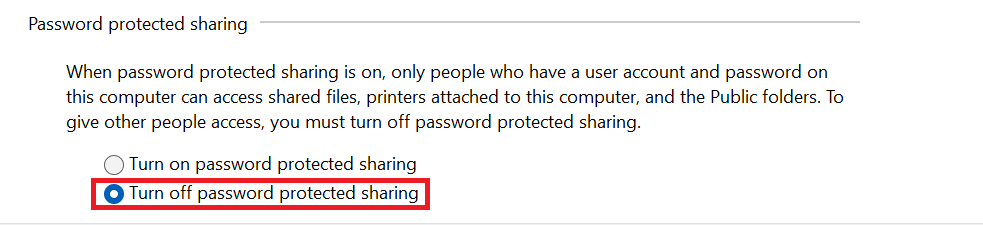 Password protected sharing
When password protected sharing is on, only people who have a user account and password on
this computer can access shared files, printers attached to this computer, and the Public folders. To
give other people access, you must turn off password protected sharing.
Turn on password protected sharing
Turn off password protected sharing